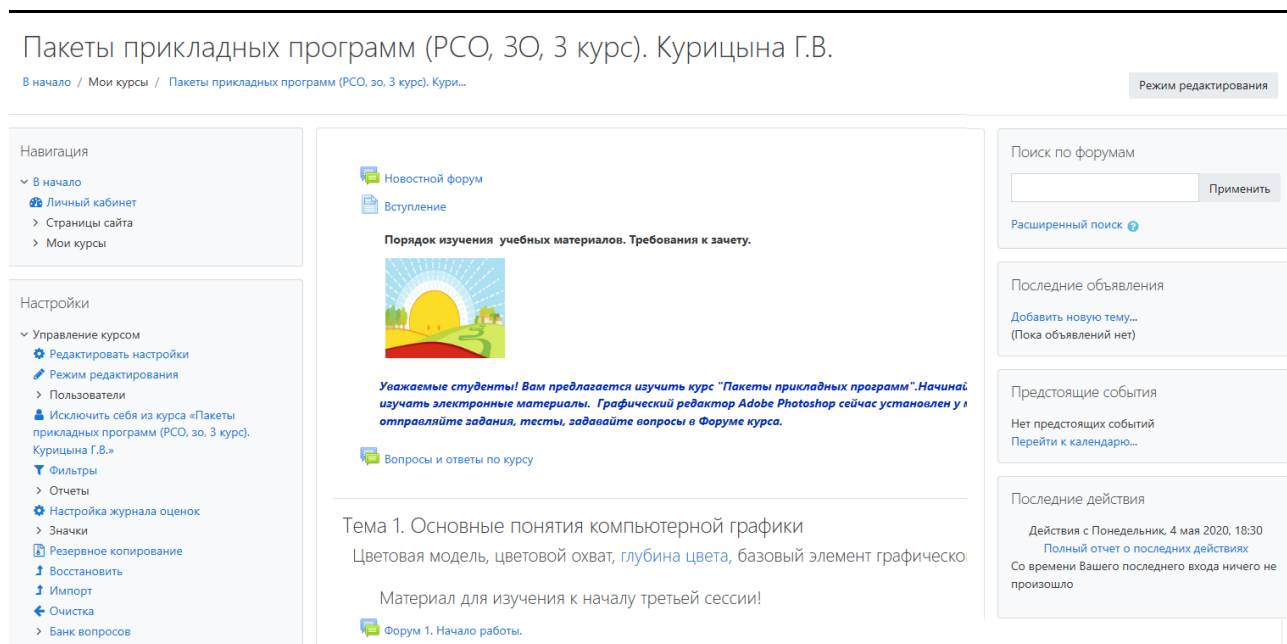 Пакеты прикладных программ (РСО, ЗО, 3 курс). Курицына Г.В.
В начало / Мои курсы / Пакеты прикладных программ (РСО, зо, 3 курс). Кури...
Режим редактирования
Навигация
В начало
Личный кабинет
Страницы сайта
Мои курсы
Настройки
Управление курсом
Редактировать настройки
Режим редактирования
Пользователи
Исключить себя из курса «Пакеты
прикладных программ (РСО, зо, 3 курс).
Курицына Г.В.»
Фильтры
Отчеты
Настройка журнала оценок
Значки
Резервное копирование
Восстановить
Импорт
Очистка
Банк вопросов
Новостной форум
Вступление
Порядок изучения учебных материалов. Требования к зачету.
Уважаемые студенты! Вам предлагается изучить курс "Пакеты прикладных программ".Начинай
изучать электронные материалы. Графический редактор Adobe Photoshop сейчас установлен у
отправляйте задания, тесты, задавайте вопросы в Форуме курса.
Вопросы и ответы по курсу
Тема 1. Основные понятия компьютерной графики
Цветовая модель, цветовой охват, глубина цвета, базовый элемент графическо
Материал для изучения к началу третьей сессии!
Форум 1. Начало работы.
Поиск по форумам
Применить
Расширенный поиск
Последние объявления
Добавить новую тему...
(Пока объявлений нет)
Предстоящие события
Нет предстоящих событий
Перейти к календарю...
Последние действия
Действия с Понедельник, 4 мая 2020, 18:30
Полный отчет о последних действиях
Со времени Вашего последнего входа ничего не
произошло